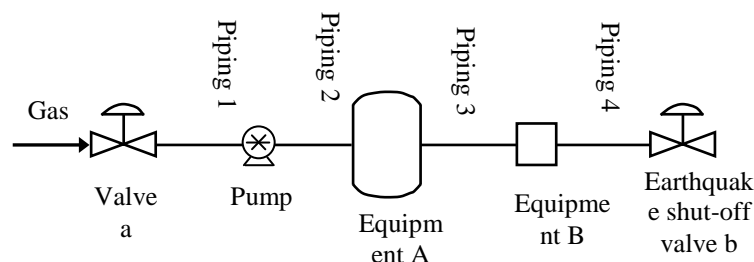 Piping 1
Piping 2
Piping 3
Piping 4
Gas
Valve
a
Pump
Equipm
ent A
Equipme
nt B
Earthquak
e shut-off
valve b